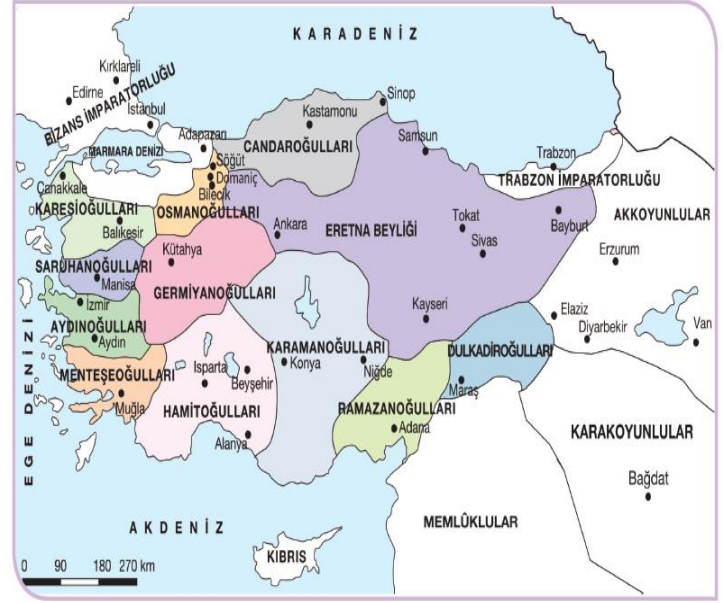 KARADENİZ
Kırklareli
Edirne
BİZANS İMPARATORLUĞU
İstanbul
Adapazarı
MARMARA DENİZİ
Kastamonu
Sinop
CANDAROĞULLARI
Samsun
Trabzon
TRABZON İMPARATORLUĞU
Söğüt
Domaniç
Bilecik
OSMANOĞULLARI
Çanakkale
KARESİOĞULLARI
Balıkesir
Ankara
ERETNA BEYLİĞİ
Tokat
Sivas
Bayburt
AKKOYUNLULAR
Erzurum
Kütahya
SARUHANOĞULLARI
Manisa
GERMİYANOĞULLARI
İzmir
AYDINOĞULLARI
Aydın
Kayseri
Elaziz
Diyarbekir
Van
EGE DENİZİ
MENTEŞEOĞULLARI
Muğla
Isparta
Beyşehir
HAMİTOĞULLARI
Alanya
KARAMANOĞULLARI
Konya
Niğde
DULKADİROĞULLARI
Maraş
RAMAZANOĞULLARI
Adana
KARAKOYUNLULAR
Bağdat
MEMLÛKLULAR
AKDENİZ
KIBRIS
0 90 180 270 km